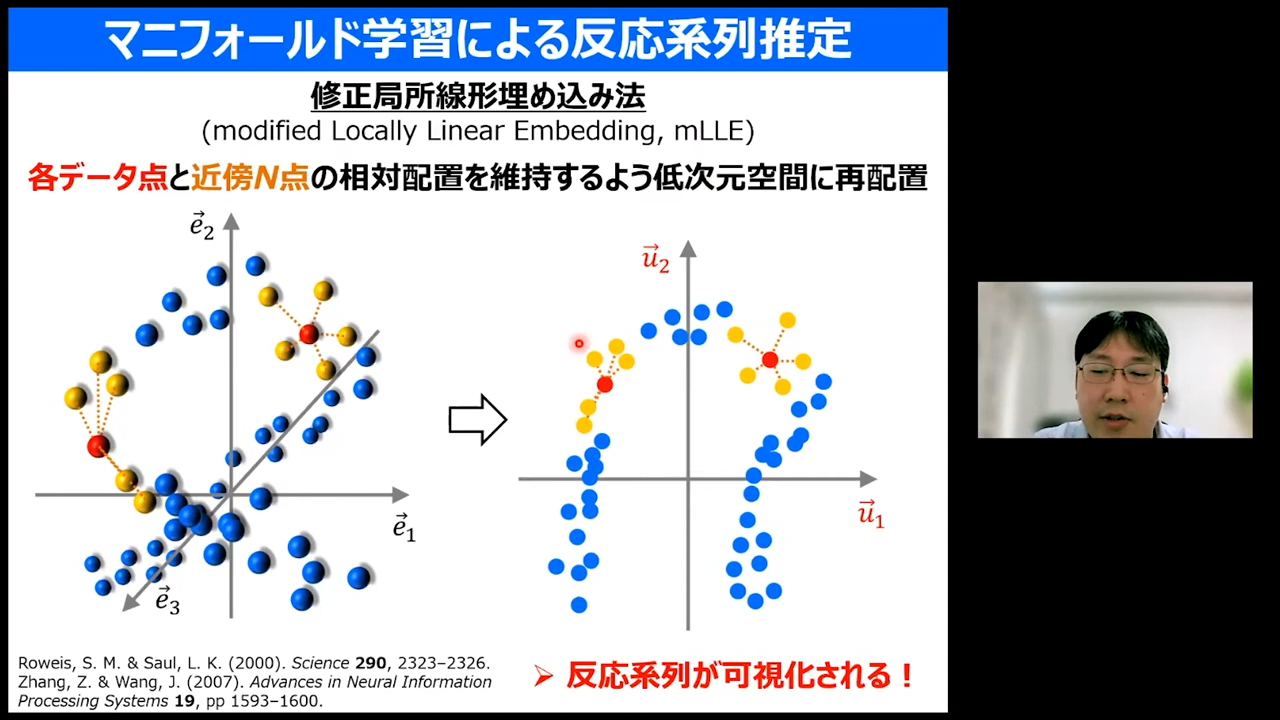 マニフォールド学習による反応系列推定
修正局所線形埋め込み法
(modified Locally Linear Embedding, mLLE)
各データ点と近傍N点の相対配置を維持するよう低次元空間に再配置
e⃗₂
u⃗₂
e⃗₁
u⃗₁
e⃗₃
Roweis, S. M. & Saul, L. K. (2000). Science 290, 2323–2326.
Zhang, Z. & Wang, J. (2007). Advances in Neural Information
Processing Systems 19, pp 1593–1600.
➢ 反応系列が可視化される！